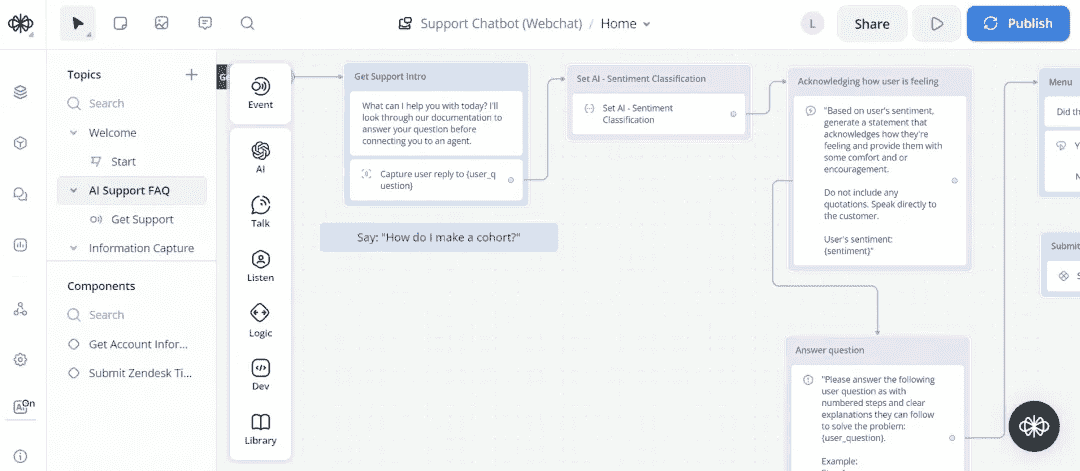 Support Chatbot (Webchat) / Home
L
Share
Publish
Topics
Search
Welcome
Start
AI Support FAQ
Get Support
Information Capture
Components
Search
Get Account Infor...
Submit Zendesk Ti...
On
Event
AI
Talk
Listen
Logic
Dev
Library
Get Support Intro
What can I help you with today? I'll
look through our documentation to
answer your question before
connecting you to an agent.
Capture user reply to {user_q
uestion}
Say: "How do I make a cohort?"
Set AI - Sentiment Classification
Set AI - Sentiment
Classification
Acknowledging how user is feeling
"Based on user's sentiment,
generate a statement that
acknowledges how they're
feeling and provide them with
some comfort and or
encouragement.
Do not include any
quotations. Speak directly to
the customer.
User's sentiment:
{sentiment}"
Answer question
"Please answer the following
user question as with
numbered steps and clear
explanations they can follow
to solve the problem:
{user_question}.
Example:
Menu
Did th
Y
N
Submit
S